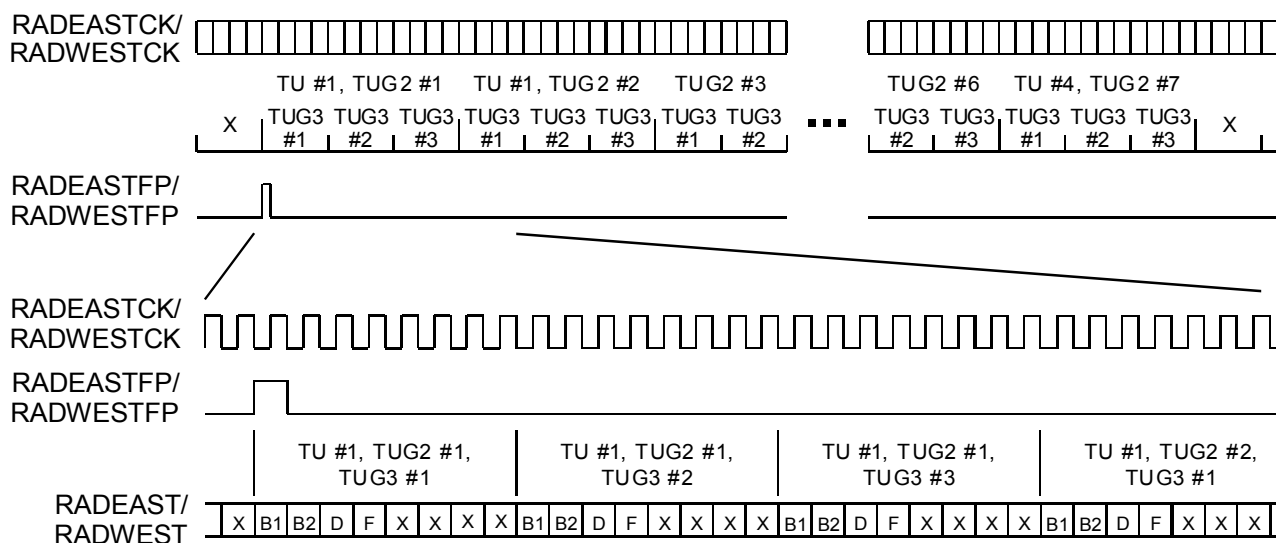 RADEASTCK/
RADWESTCK
TU #1, TUG2 #1 TU #1, TUG2 #2 TUG2 #3 TUG2 #6 TU #4, TUG2 #7
X TUG3 TUG3 TUG3 TUG3 TUG3 TUG3 TUG3 TUG3 ... TUG3 TUG3 TUG3 TUG3 TUG3 X
#1 #2 #3 #1 #2 #3 #1 #2 #2 #3 #1 #2 #3
RADEASTFP/
RADWESTFP
RADEASTCK/
RADWESTCK
RADEASTFP/
RADWESTFP
TU #1, TUG2 #1, TU #1, TUG2 #1, TU #1, TUG2 #1, TU #1, TUG2 #2,
TUG3 #1 TUG3 #2 TUG3 #3 TUG3 #1
RADEAST/
RADWEST
X B1 B2 D F X X X X B1 B2 D F X X X X B1 B2 D F X X X X B1 B2 D F X X X